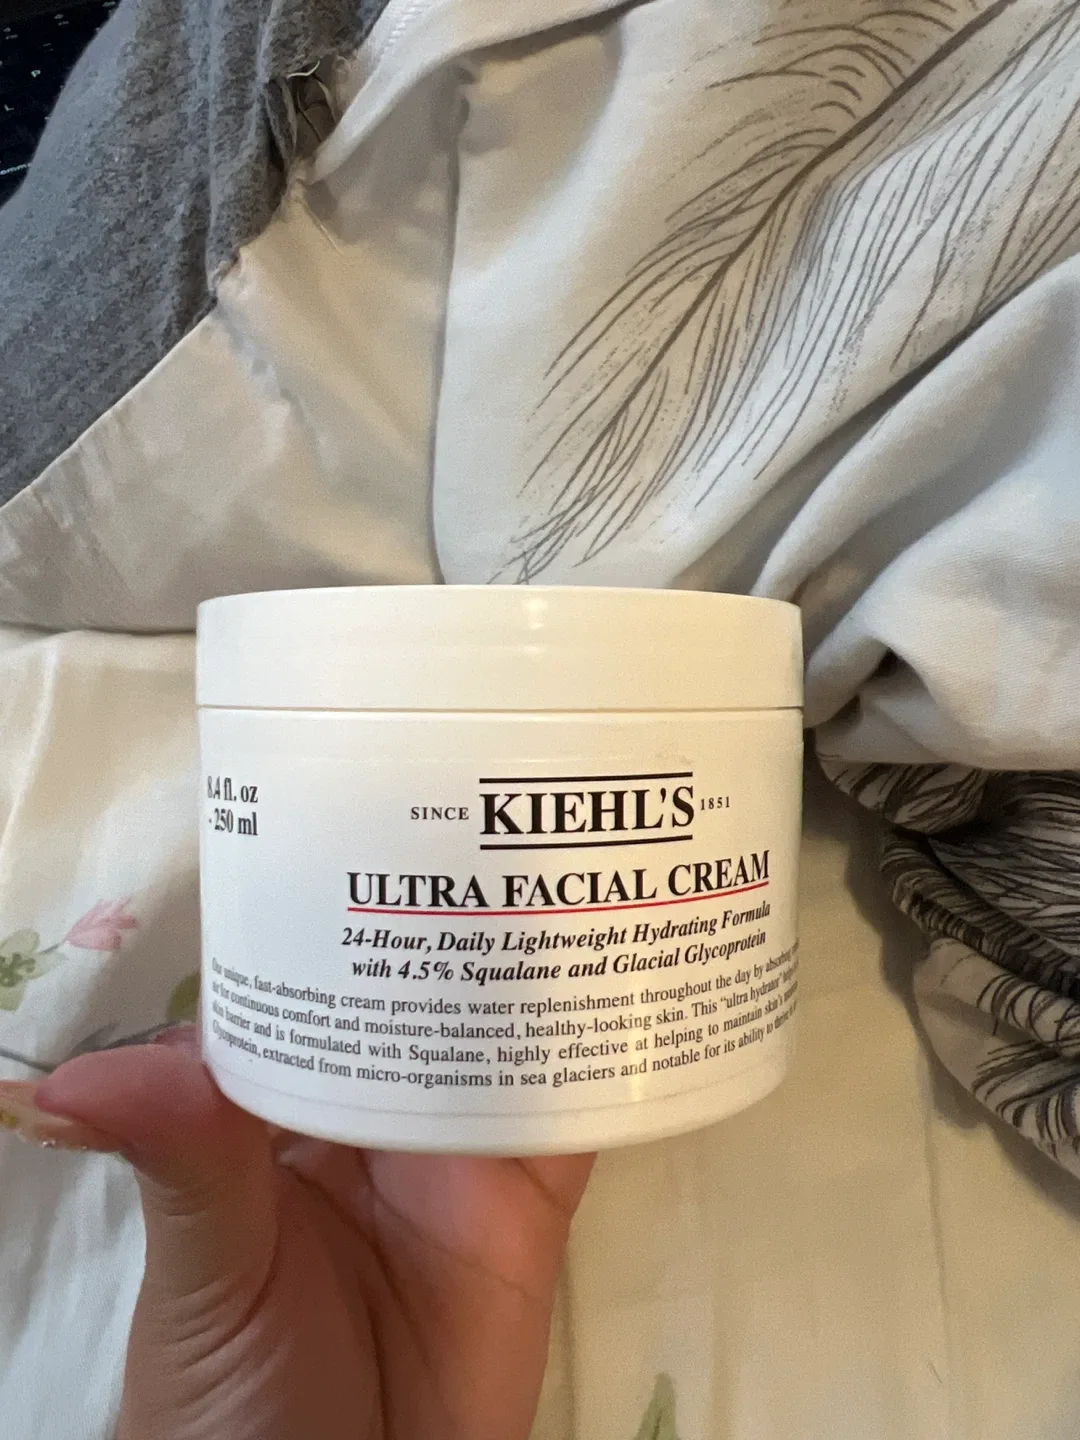 8.4 fl. oz
- 250 ml
SINCE KIEHL'S 1851
ULTRA FACIAL CREAM
24-Hour, Daily Lightweight Hydrating Formula
with 4.5% Squalane and Glacial Glycoprotein
Our unique, fast-absorbing cream provides water replenishment throughout the day by absorbing
air for continuous comfort and moisture-balanced, healthy-looking skin. This "ultra hydrator"
skin barrier and is formulated with Squalane, highly effective at helping to maintain skin's
Glycoprotein, extracted from micro-organisms in sea glaciers and notable for its ability to thrive